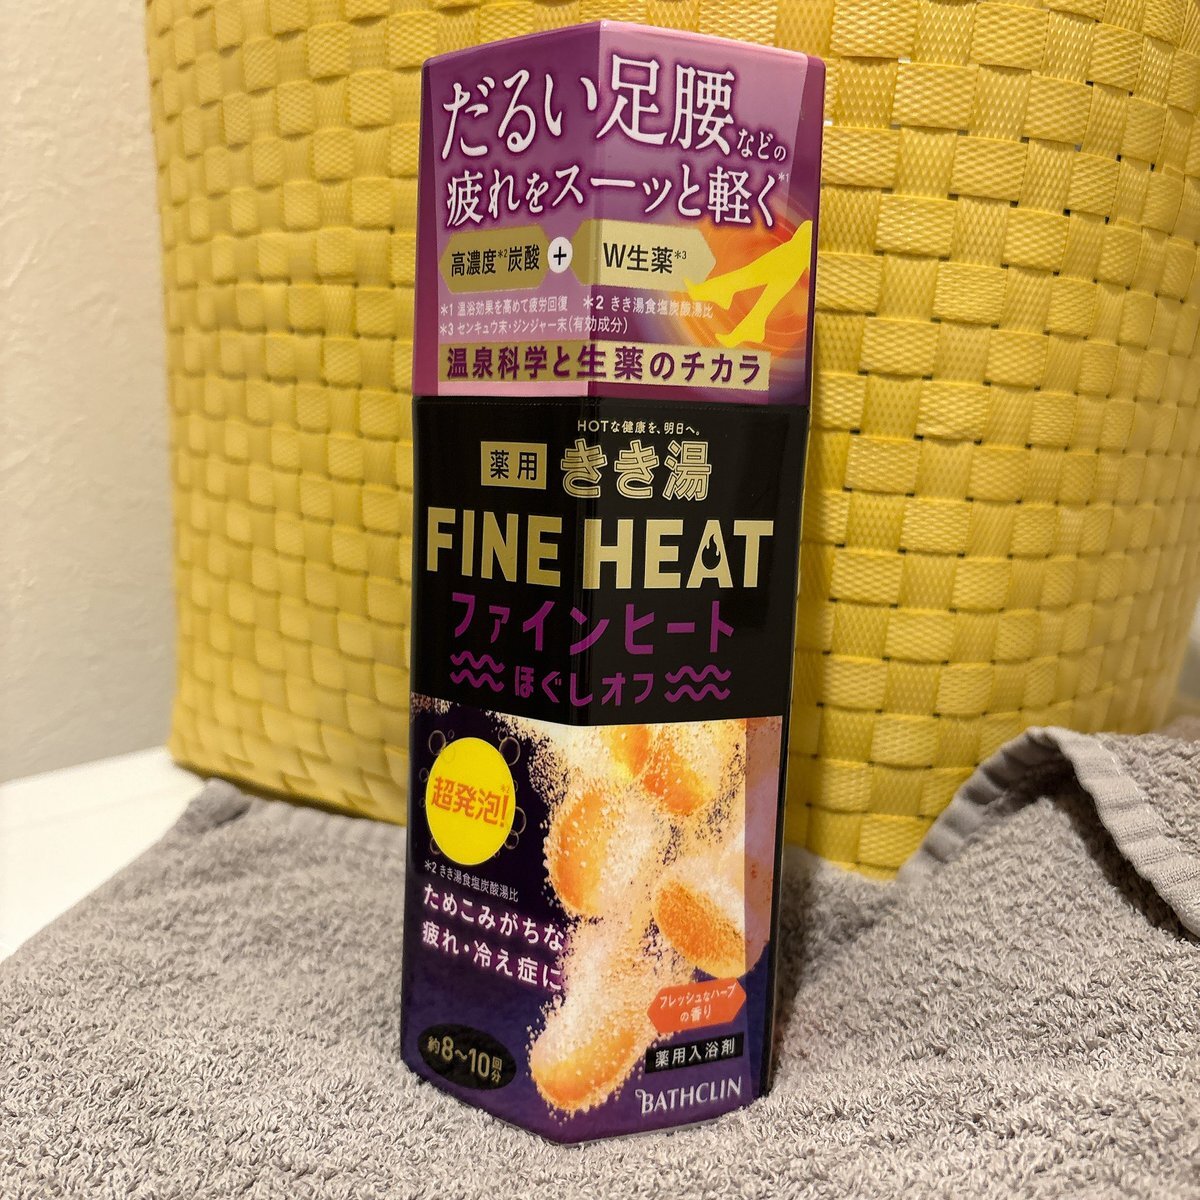 だるい足腰などの
疲れをスーッと軽く*1
高濃度*2炭酸 + W生薬*3
*1 温浴効果を高めて疲労回復 *2 きき湯食塩炭酸湯比
*3 センキュウ末・ジンジャー末(有効成分)
温泉科学と生薬のチカラ
HOTな健康を、明日へ。
薬用 きき湯
FINE HEAT
ファインヒート
ほぐしオフ
超発泡!*2
*2 きき湯食塩炭酸湯比
ためこみがちな
疲れ・冷え症に
フレッシュなハーブ
の香り
約8〜10回分
薬用入浴剤
BATHCLIN